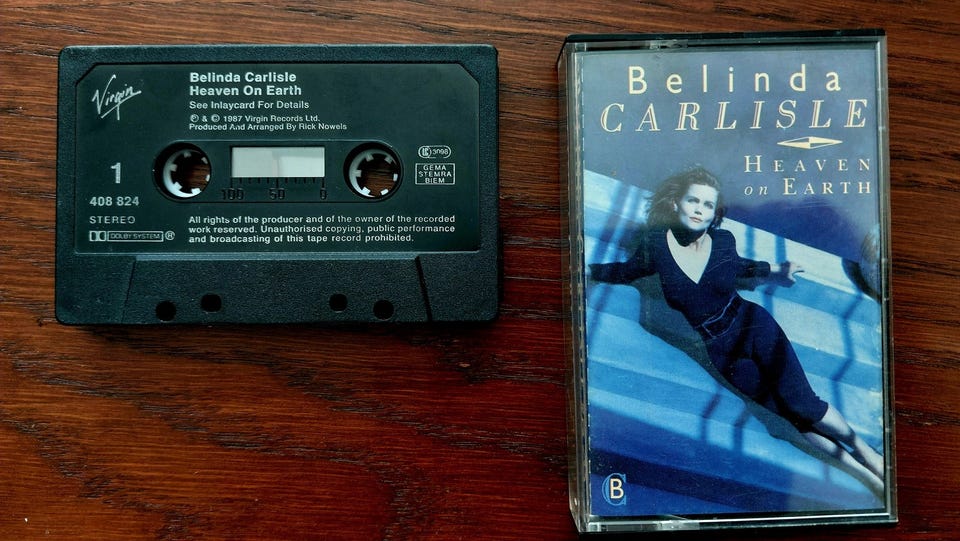 Virgin
Belinda Carlisle
Heaven On Earth
See Inlaycard For Details
℗ & © 1987 Virgin Records Ltd.
Produced And Arranged By Rick Nowels
1
408 824
STEREO
DOLBY SYSTEM ®
100 50 0
LC 3098
GEMA
STEMRA
BIEM
All rights of the producer and of the owner of the recorded
work reserved. Unauthorised copying, public performance
and broadcasting of this tape record prohibited.
Belinda
CARLISLE
HEAVEN
on EARTH
BC